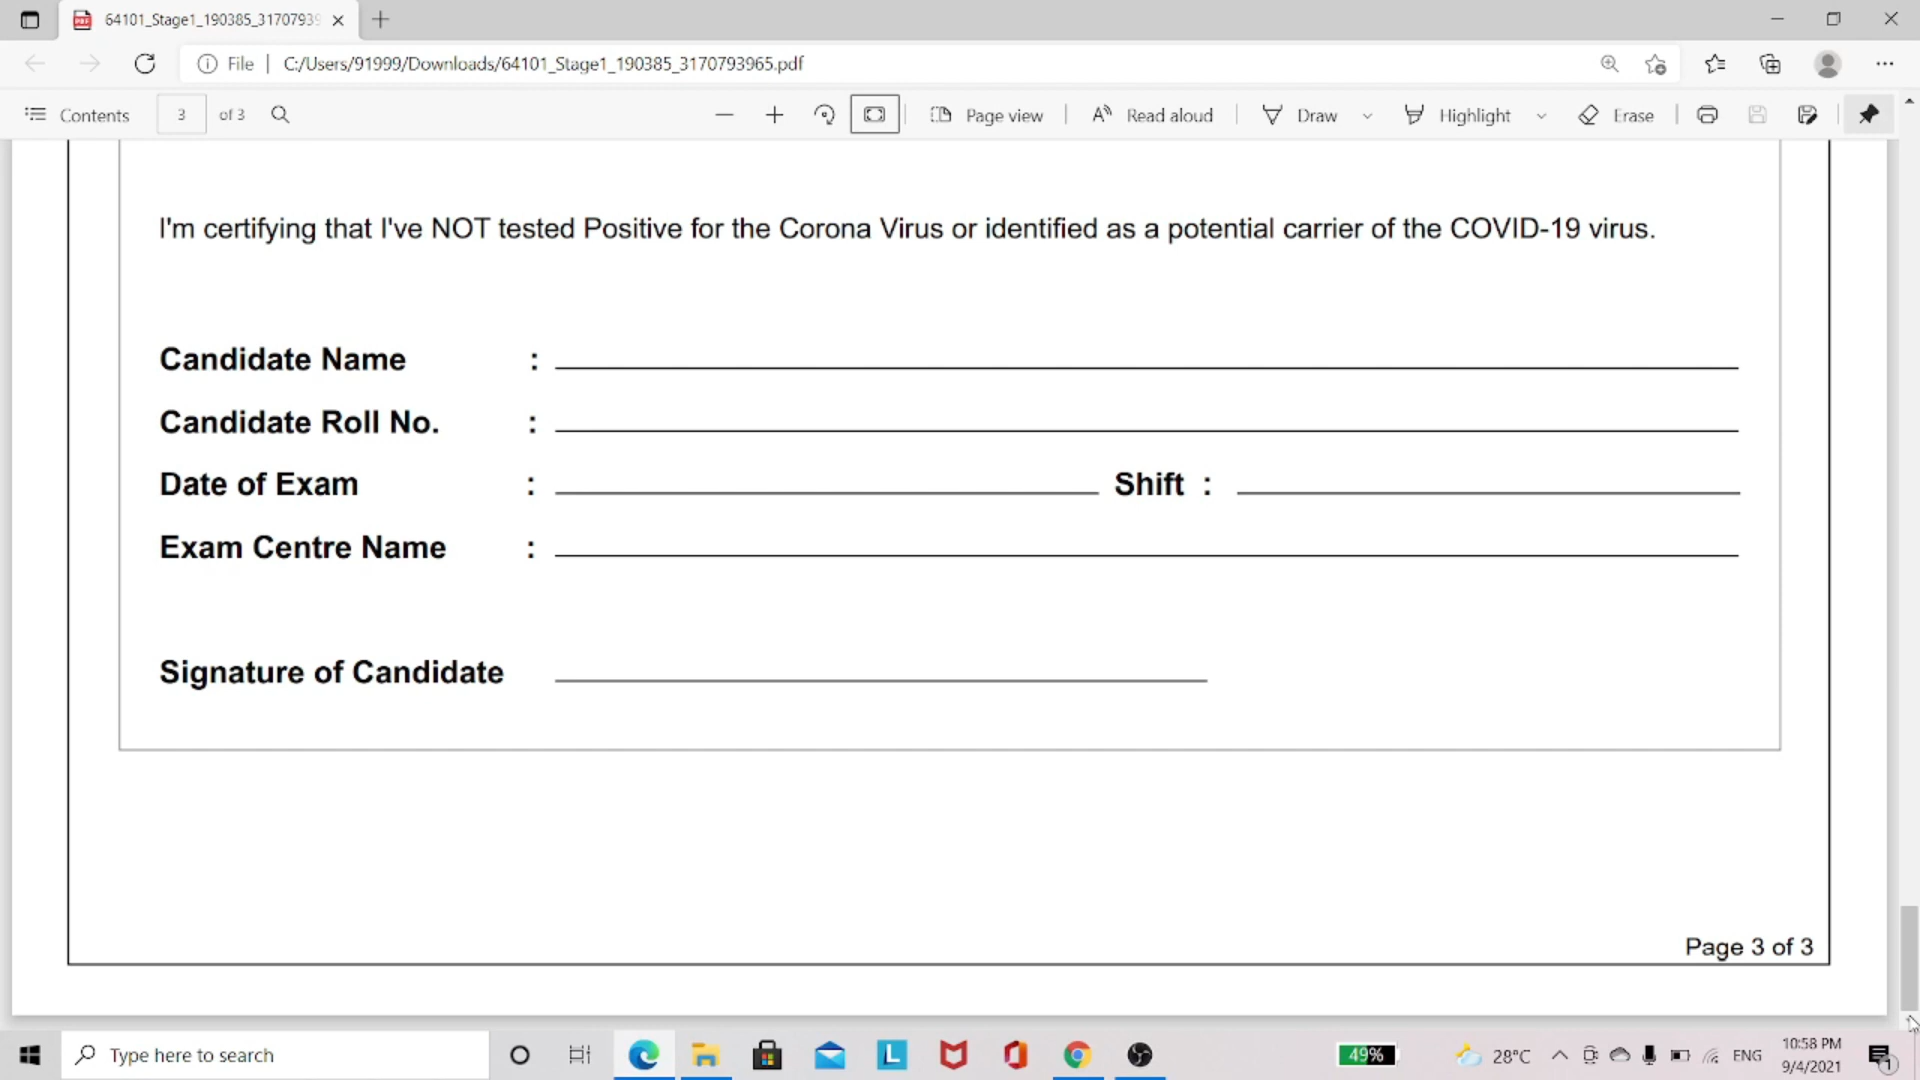 64101_Stage1_190385_3170793
File
C:/Users/91999/Downloads/64101_Stage1_190385_3170793965.pdf
Contents 3 of 3 Page view Read aloud Draw Highlight Erase
I'm certifying that I've NOT tested Positive for the Corona Virus or identified as a potential carrier of the COVID-19 virus.
Candidate Name :
Candidate Roll No. :
Date of Exam : Shift :
Exam Centre Name :
Signature of Candidate
Page 3 of 3
Type here to search 49% 28°C ENG 10:58 PM
9/4/2021 1